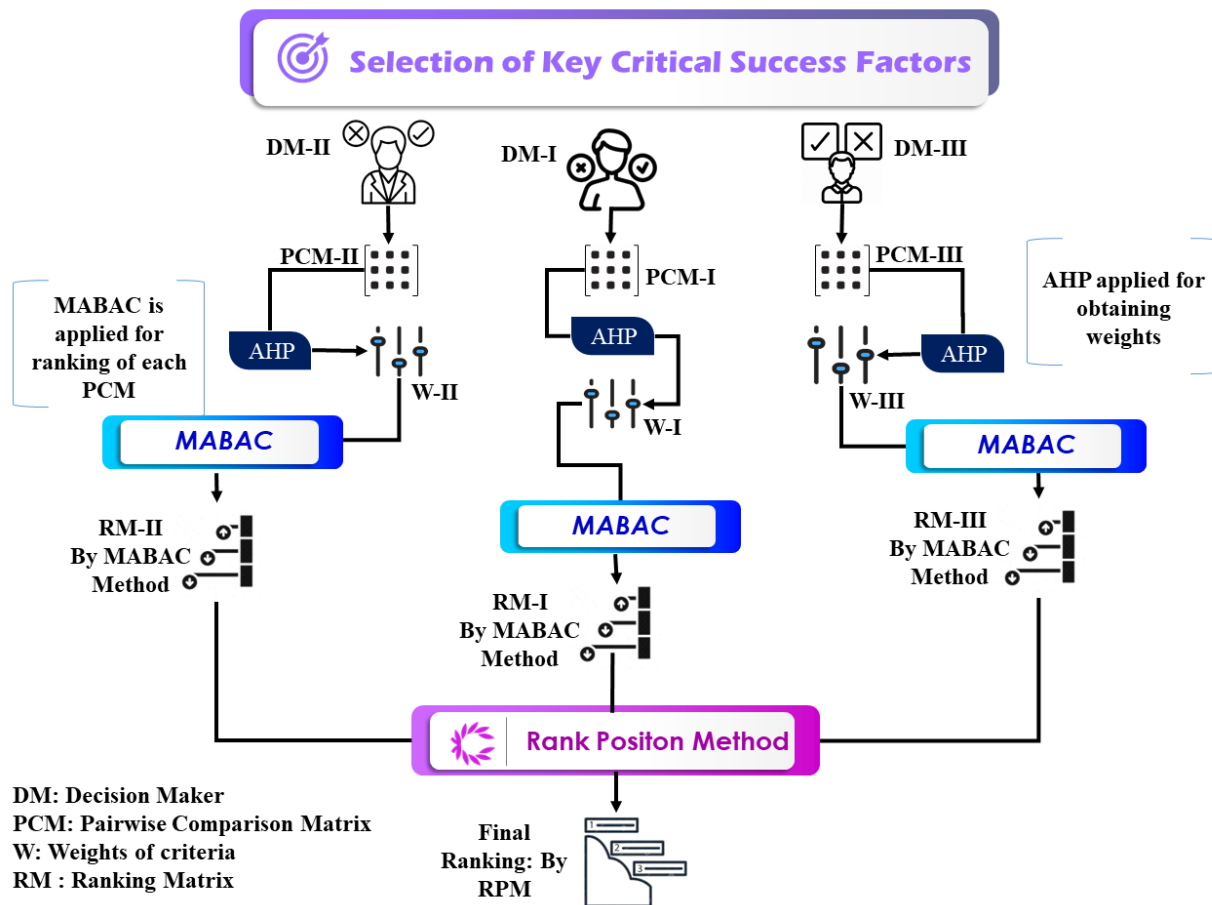 Selection of Key Critical Success Factors
DM-II
DM-I
DM-III
PCM-II
PCM-I
PCM-III
MABAC is
applied for
ranking of each
PCM
AHP applied for
obtaining
weights
AHP
AHP
AHP
W-II
W-I
W-III
MABAC
MABAC
MABAC
RM-II
By MABAC
Method
RM-I
By MABAC
Method
RM-III
By MABAC
Method
Rank Positon Method
DM: Decision Maker
PCM: Pairwise Comparison Matrix
W: Weights of criteria
RM : Ranking Matrix
Final
Ranking: By
RPM
1
2
3